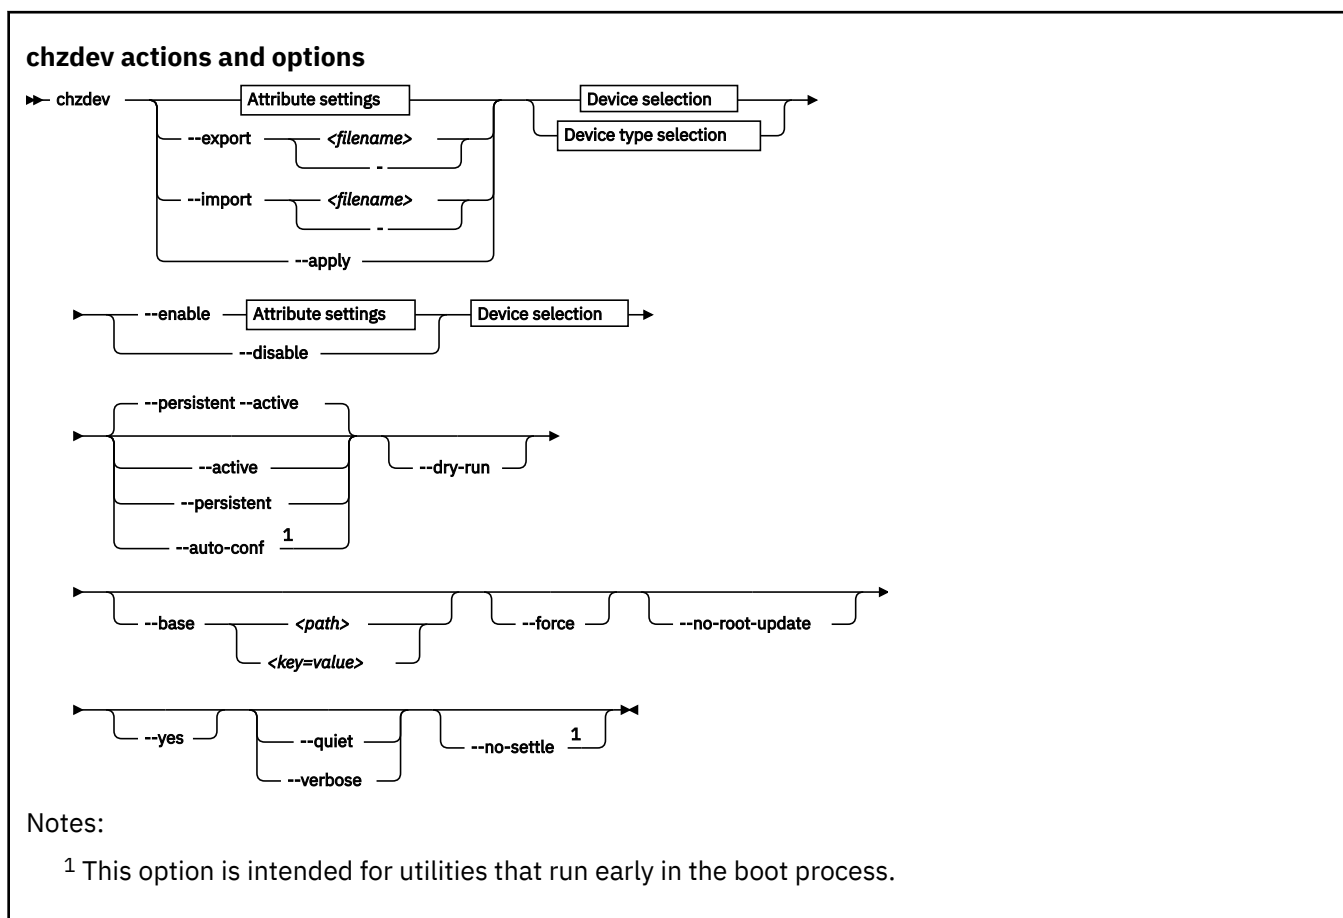 chzdev actions and options
chzdev Attribute settings Device selection
--export <filename> Device type selection
-
--import <filename>
-
--apply
--enable Attribute settings Device selection
--disable
--persistent --active
--active --dry-run
--persistent
--auto-conf 1
--base <path> --force --no-root-update
<key=value>
--yes --quiet --no-settle 1
--verbose
Notes:
1 This option is intended for utilities that run early in the boot process.